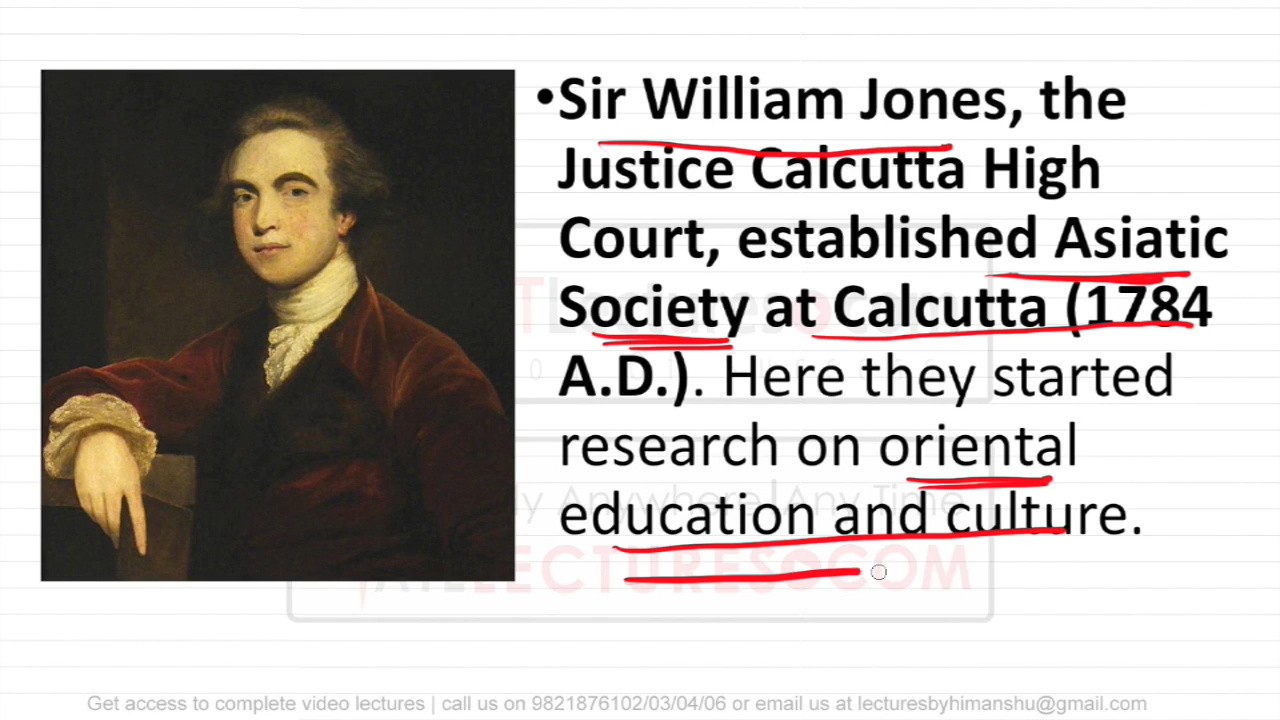 •Sir William Jones, the
Justice Calcutta High
Court, established Asiatic
Society at Calcutta (1784
A.D.). Here they started
research on oriental
education and culture.
Get access to complete video lectures | call us on 9821876102/03/04/06 or email us at lecturesbyhimanshu@gmail.com